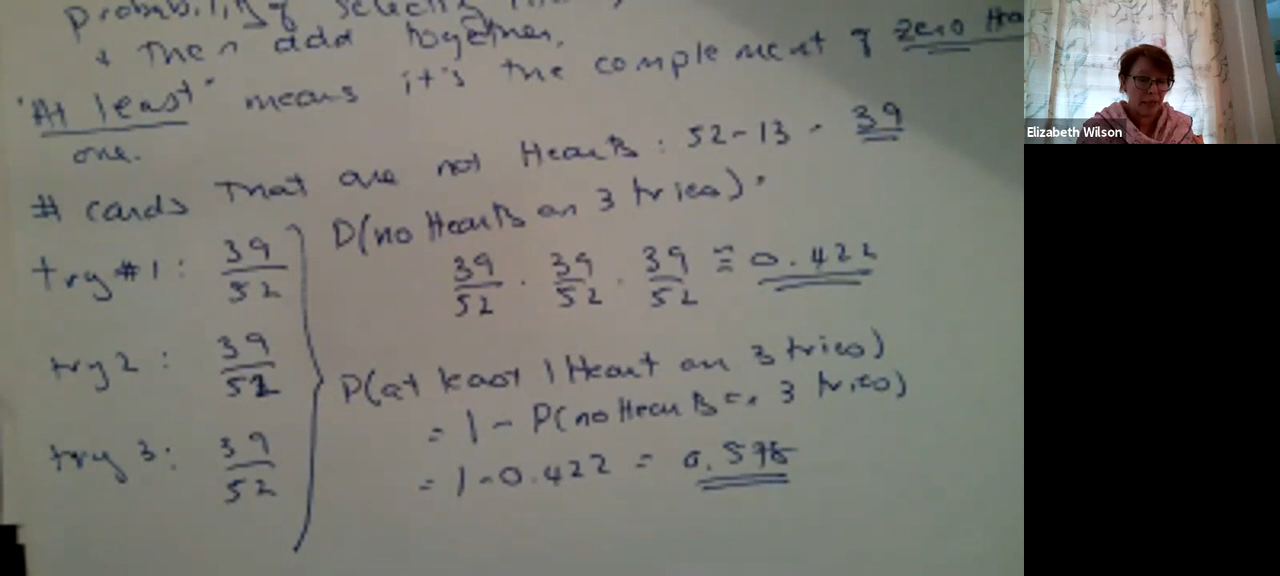 probability of selecting
+ then add together.
"At least" means it's the complement of zero
one.
# cards that are not Hearts: 52-13 = 39
try #1: 39/52
P(no Hearts on 3 tries) =
39/52 · 39/52 · 39/52 ≅ 0.422
try 2: 39/52
P(at least 1 Heart on 3 tries)
= 1 - P(no Hearts on 3 tries)
try 3: 39/52
= 1-0.422 = 0.578
Elizabeth Wilson